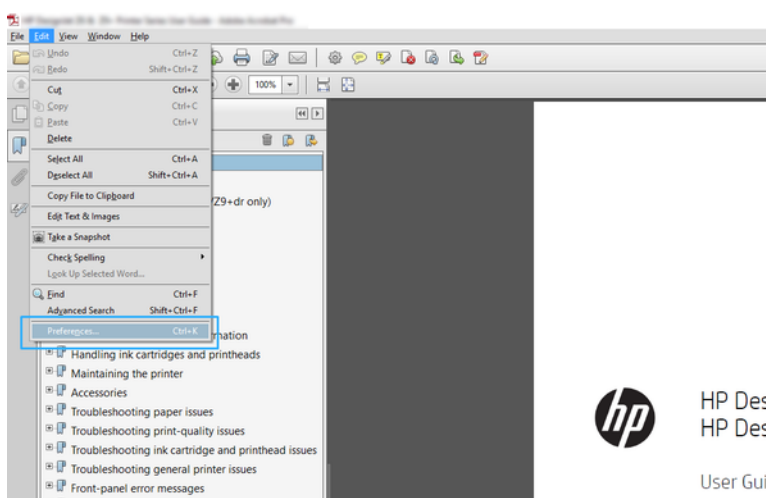 File Edit View Window Help
Undo Ctrl+Z
Redo Shift+Ctrl+Z
Cut Ctrl+X
Copy Ctrl+C
Paste Ctrl+V
Delete
Select All Ctrl+A
Deselect All Shift+Ctrl+A
Copy File to Clipboard
Edit Text & Images
Take a Snapshot
Check Spelling
Look Up Selected Word...
Find Ctrl+F
Advanced Search Shift+Ctrl+F
Preferences... Ctrl+K
100%
/Z9+dr only)
mation
Handling ink cartridges and printheads
Maintaining the printer
Accessories
Troubleshooting paper issues
Troubleshooting print-quality issues
Troubleshooting ink cartridge and printhead issues
Troubleshooting general printer issues
Front-panel error messages
hp
HP Des
HP Des
User Gui